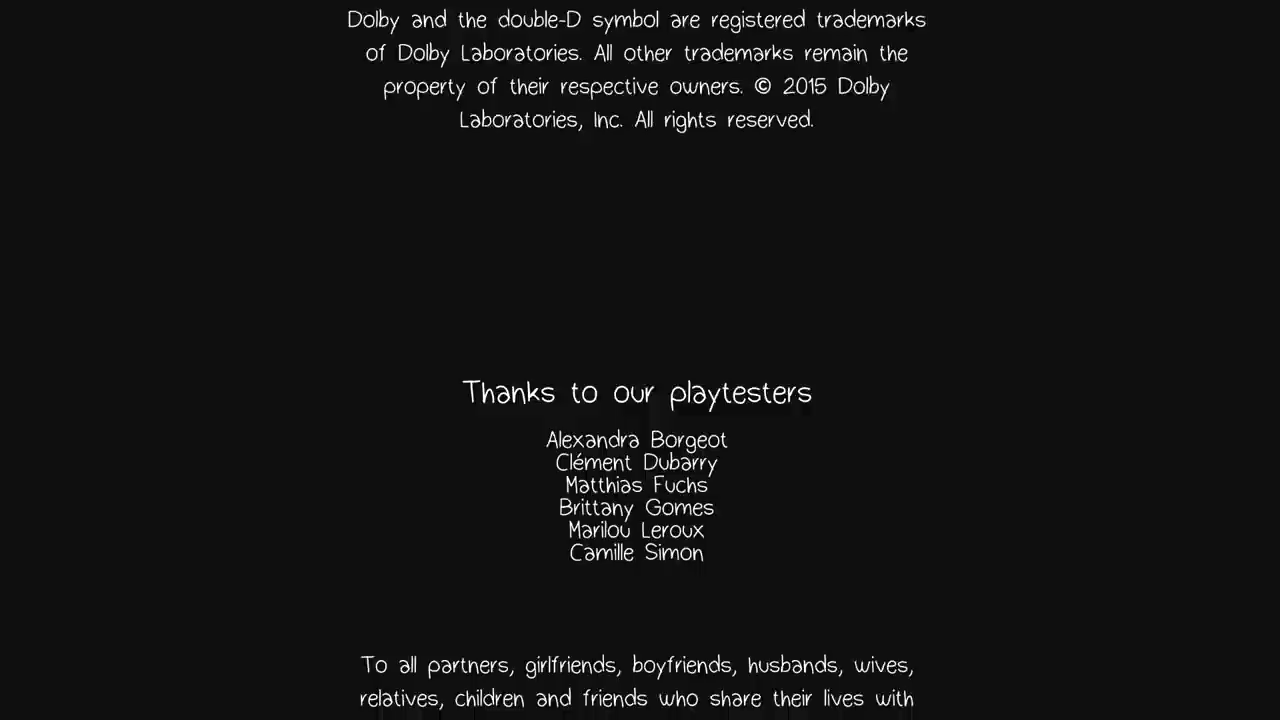 Dolby and the double-D symbol are registered trademarks
of Dolby Laboratories. All other trademarks remain the
property of their respective owners. © 2015 Dolby
Laboratories, Inc. All rights reserved.
Thanks to our playtesters
Alexandra Borgeot
Clément Dubarry
Matthias Fuchs
Brittany Gomes
Marilou Leroux
Camille Simon
To all partners, girlfriends, boyfriends, husbands, wives,
relatives, children and friends who share their lives with